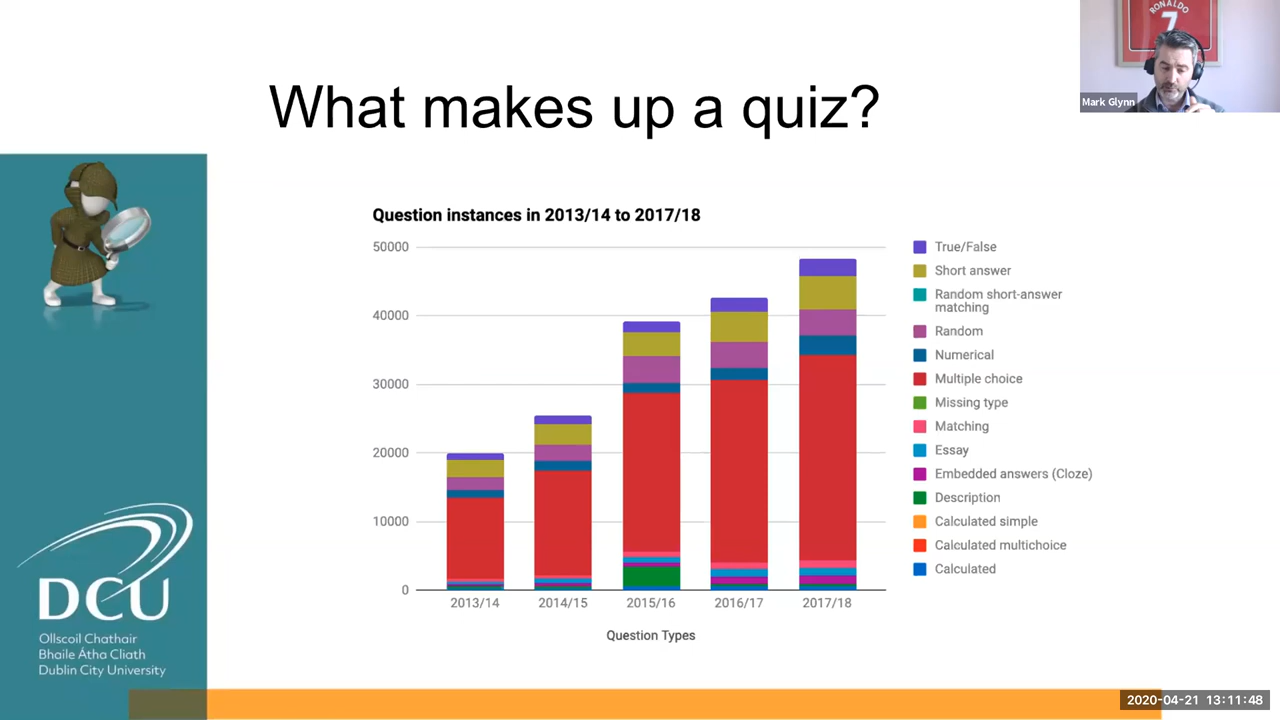 RONALDO
7
Mark Glynn
What makes up a quiz?
Question instances in 2013/14 to 2017/18
50000
40000
30000
20000
10000
0
2013/14
2014/15
2015/16
2016/17
2017/18
Question Types
True/False
Short answer
Random short-answer
matching
Random
Numerical
Multiple choice
Missing type
Matching
Essay
Embedded answers (Cloze)
Description
Calculated simple
Calculated multichoice
Calculated
DCU
Ollscoil Chathair
Bhaile Átha Cliath
Dublin City University
2020-04-21 13:11:48